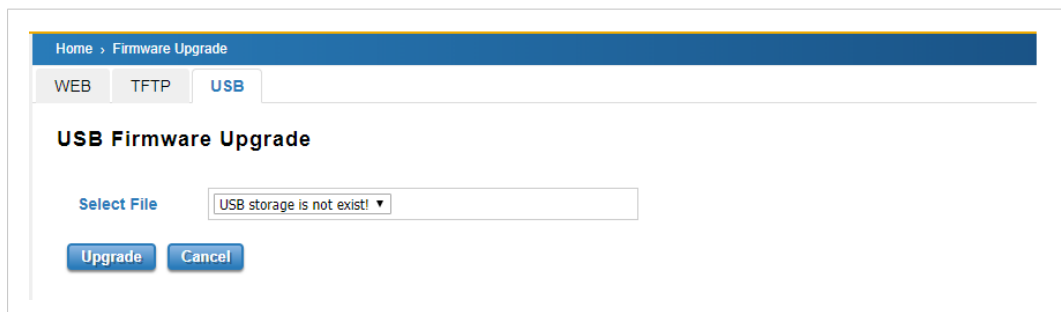 Home › Firmware Upgrade
WEB TFTP USB
USB Firmware Upgrade
Select File USB storage is not exist! ▼
Upgrade Cancel